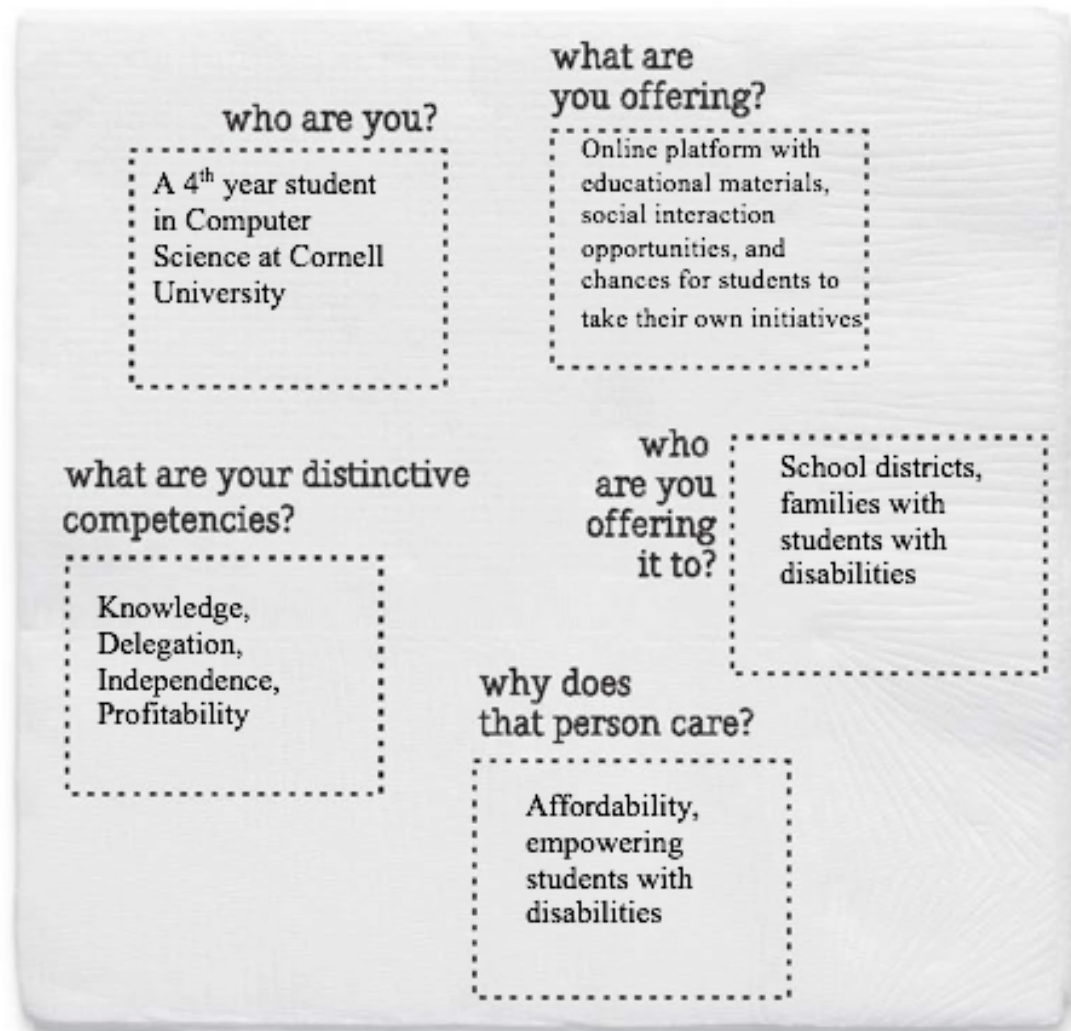 who are you?
A 4th year student
in Computer
Science at Cornell
University
what are
you offering?
Online platform with
educational materials,
social interaction
opportunities, and
chances for students to
take their own initiatives
what are your distinctive
competencies?
Knowledge,
Delegation,
Independence,
Profitability
who
are you
offering
it to?
School districts,
families with
students with
disabilities
why does
that person care?
Affordability,
empowering
students with
disabilities